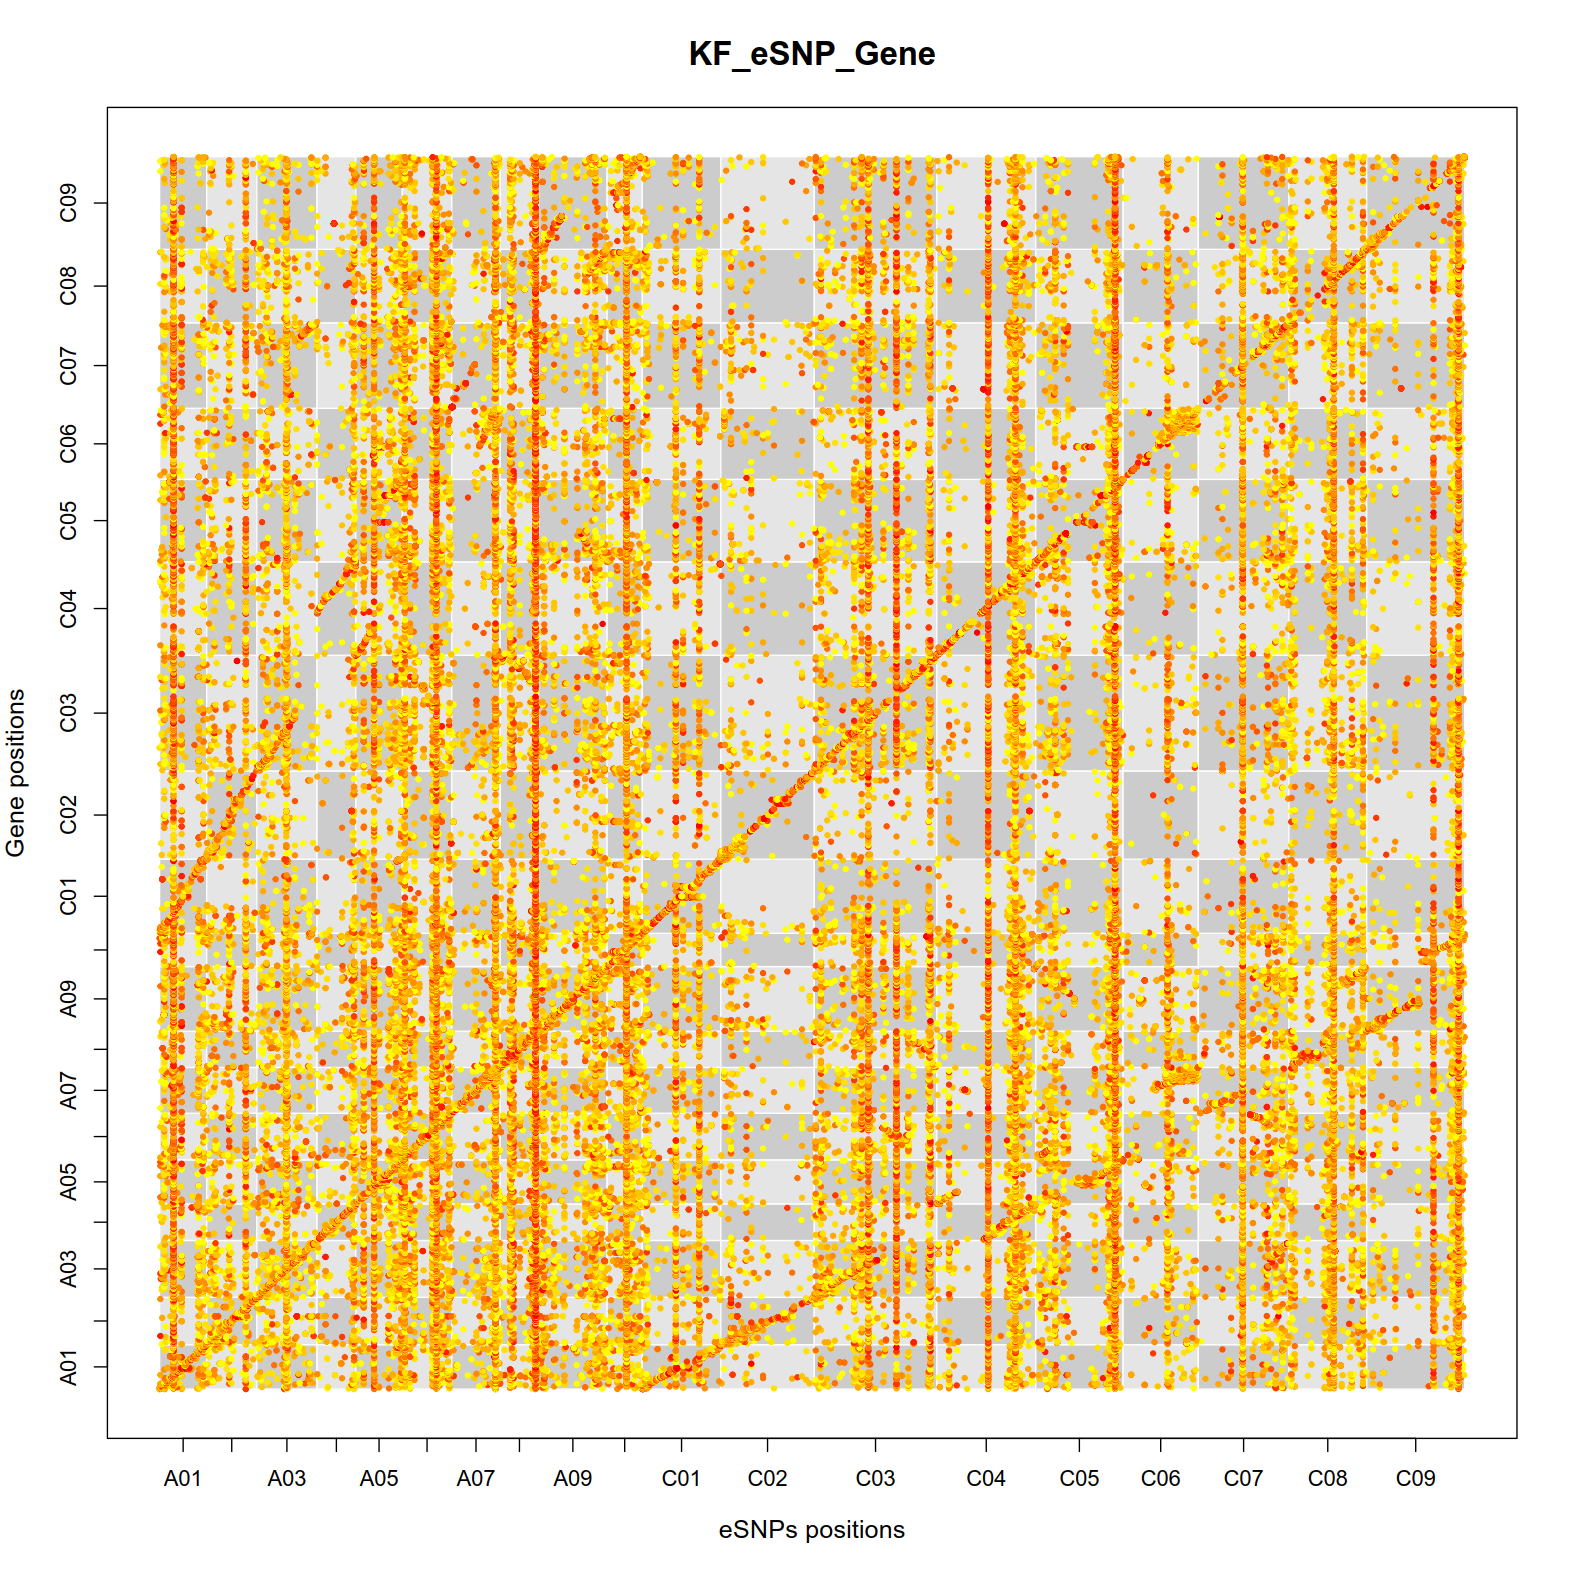 KF_eSNP_Gene
C09
C08
C07
C06
C05
C04
C03
C02
C01
A09
A07
A05
A03
A01
Gene positions
A01 A03 A05 A07 A09 C01 C02 C03 C04 C05 C06 C07 C08 C09
eSNPs positions